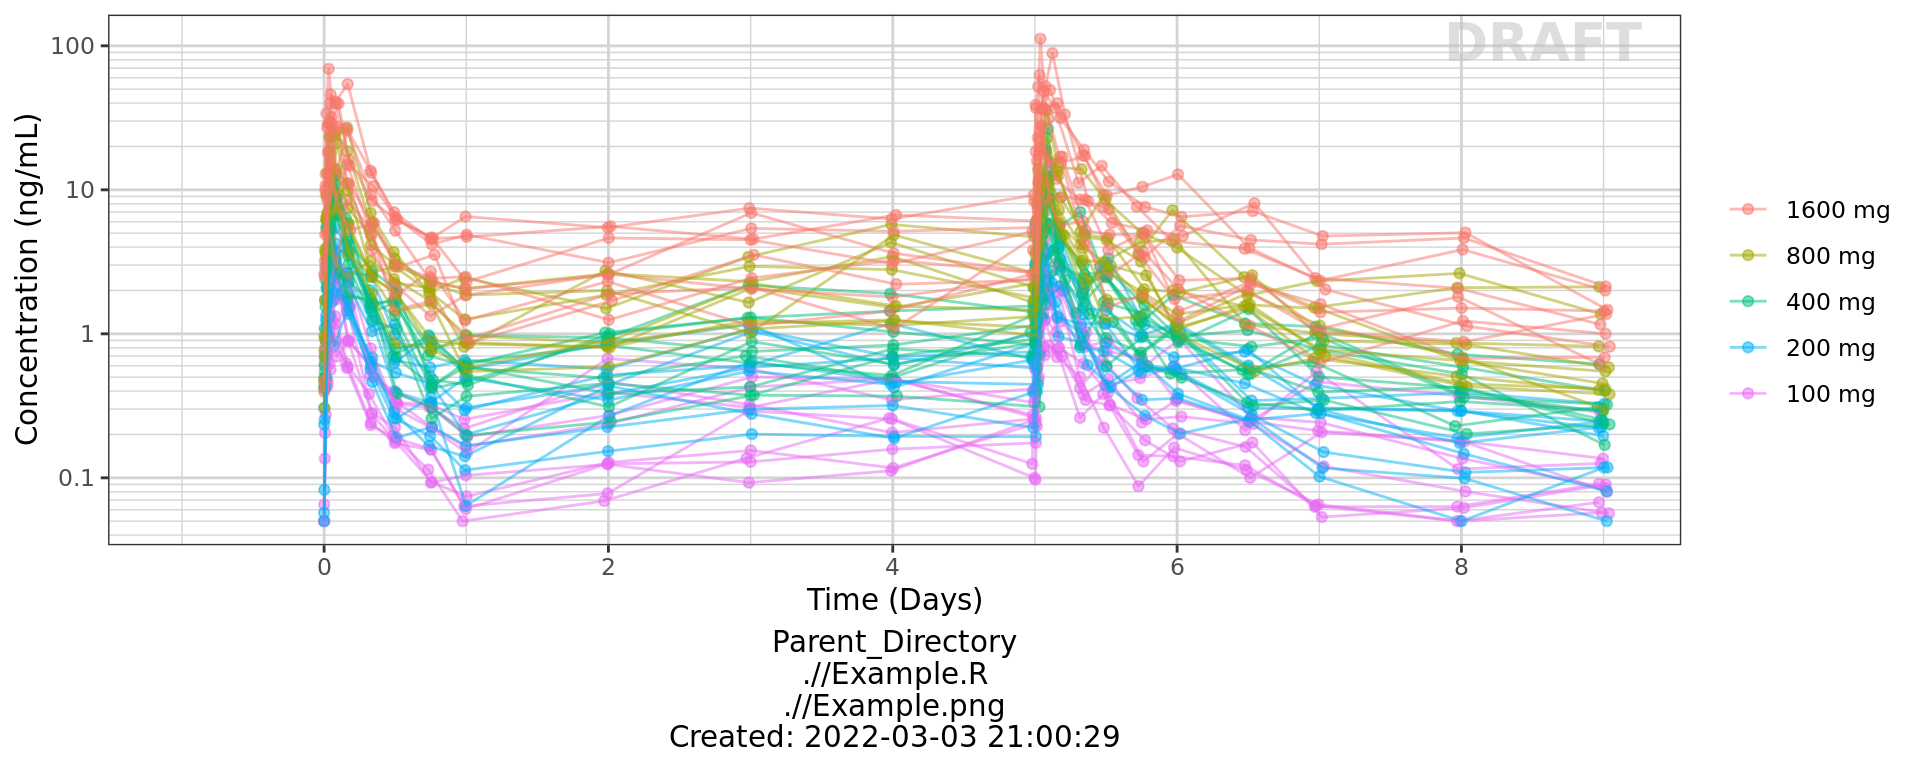 DRAFT
Concentration (ng/mL)
100
10
1
0.1
0 2 4 6 8
Time (Days)
1600 mg
800 mg
400 mg
200 mg
100 mg
Parent_Directory
.//Example.R
.//Example.png
Created: 2022-03-03 21:00:29